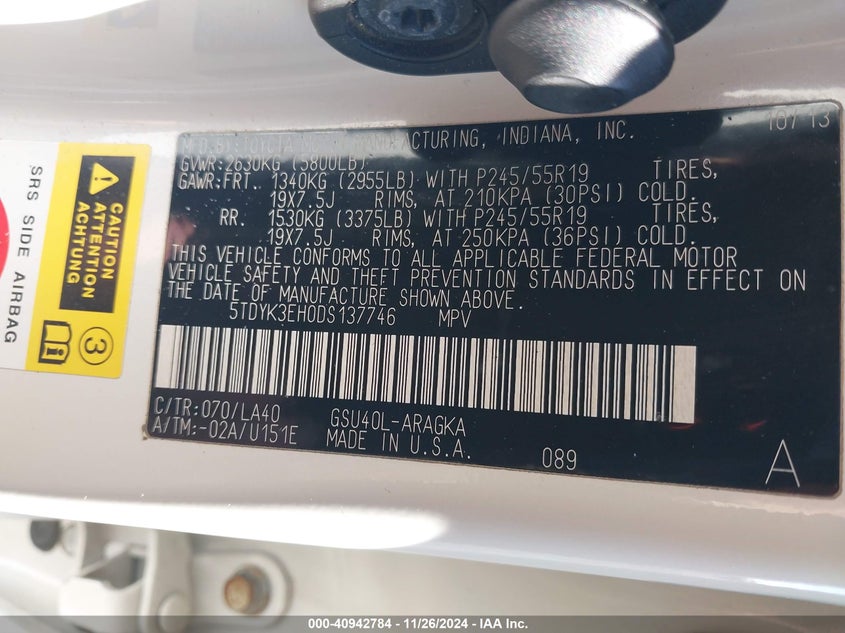 MFD.BY:TOYOTA MANUFACTURING, INDIANA, INC. 10/13
GVWR:2630KG (5800LB)
GAWR:FRT. 1340KG (2955LB) WITH P245/55R19 TIRES,
19X7.5J RIMS, AT 210KPA (30PSI) COLD.
RR. 1530KG (3375LB) WITH P245/55R19 TIRES,
19X7.5J RIMS, AT 250KPA (36PSI) COLD.
THIS VEHICLE CONFORMS TO ALL APPLICABLE FEDERAL MOTOR
VEHICLE SAFETY AND THEFT PREVENTION STANDARDS IN EFFECT ON
THE DATE OF MANUFACTURE SHOWN ABOVE.
5TDYK3EH0DS137746 MPV
C/TR:070/LA40 GSU40L-ARAGKA
A/TM:-02A/U151E MADE IN U.S.A.
089 A
SRS SIDE AIRBAG
CAUTION
ATTENTION
ACHTUNG
i 3
000-40942784 - 11/26/2024 - IAA Inc.